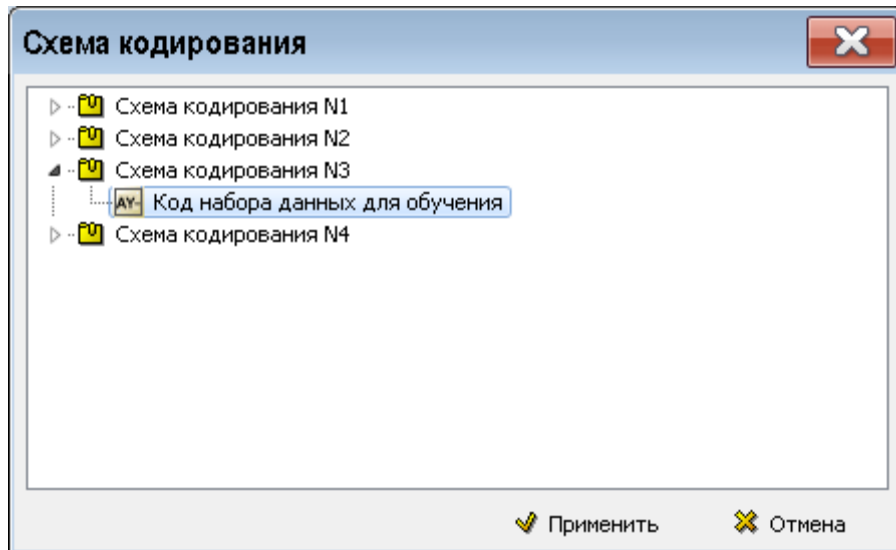 Схема кодирования
Схема кодирования N1
Схема кодирования N2
Схема кодирования N3
AY- Код набора данных для обучения
Схема кодирования N4
Применить Отмена